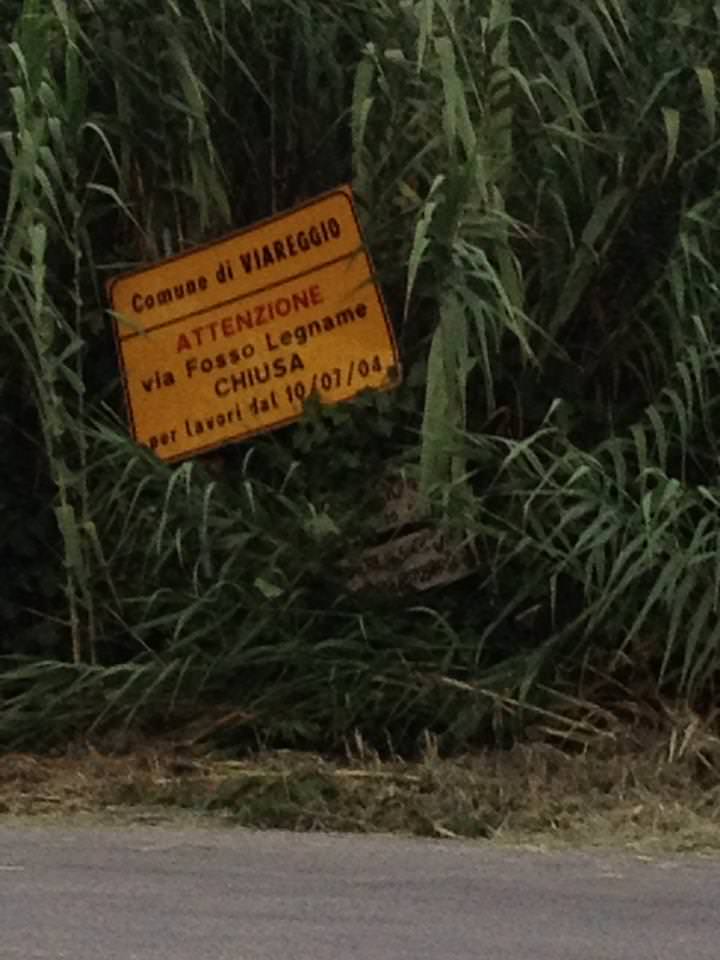 Comune di VIAREGGIO
ATTENZIONE
via Fosso Legname
CHIUSA
per lavori dal 10/07/04